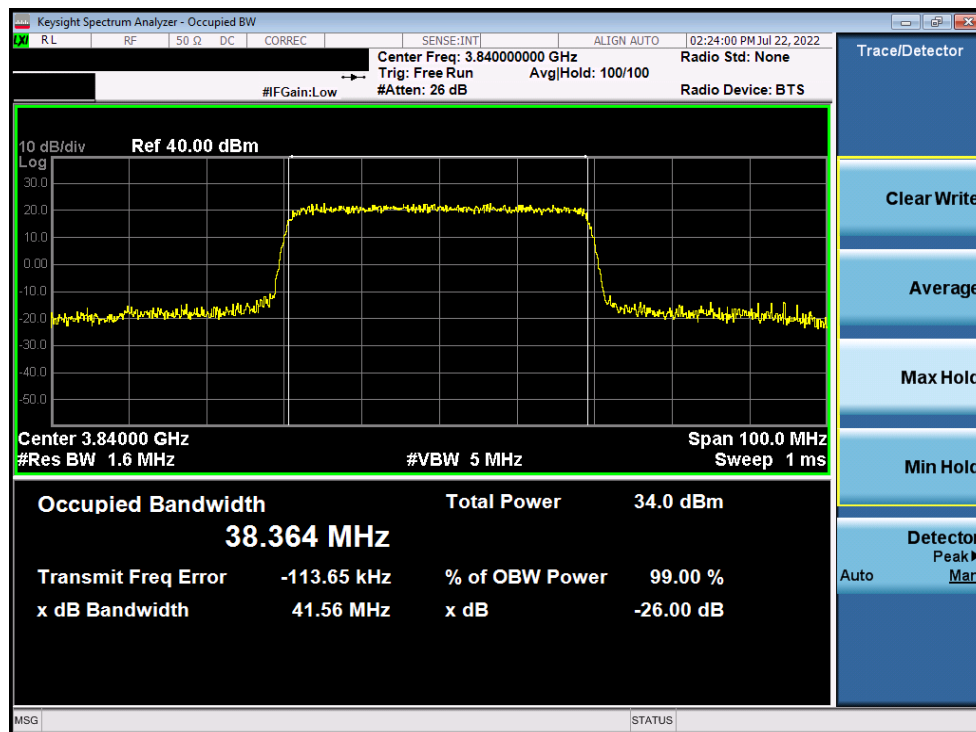 Keysight Spectrum Analyzer - Occupied BW
LXI RL RF 50 Ω DC CORREC SENSE:INT ALIGN AUTO 02:24:00 PM Jul 22, 2022
Center Freq: 3.840000000 GHz Radio Std: None
Trig: Free Run Avg|Hold: 100/100
#IFGain:Low #Atten: 26 dB Radio Device: BTS
Trace/Detector
10 dB/div Ref 40.00 dBm
Log
30.0
20.0
10.0
0.00
-10.0
-20.0
-30.0
-40.0
-50.0
Center 3.84000 GHz Span 100.0 MHz
#Res BW 1.6 MHz #VBW 5 MHz Sweep 1 ms
Occupied Bandwidth Total Power 34.0 dBm
38.364 MHz
Transmit Freq Error -113.65 kHz % of OBW Power 99.00 %
x dB Bandwidth 41.56 MHz x dB -26.00 dB
Clear Write
Average
Max Hold
Min Hold
Detector
Peak
Auto Man
MSG STATUS